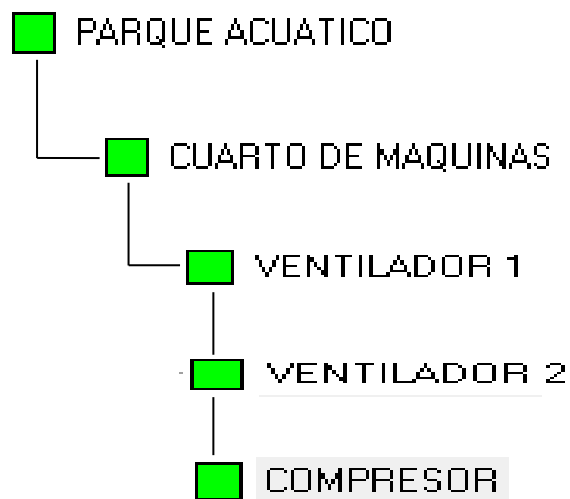 PARQUE ACUATICO
CUARTO DE MAQUINAS
VENTILADOR 1
VENTILADOR 2
COMPRESOR